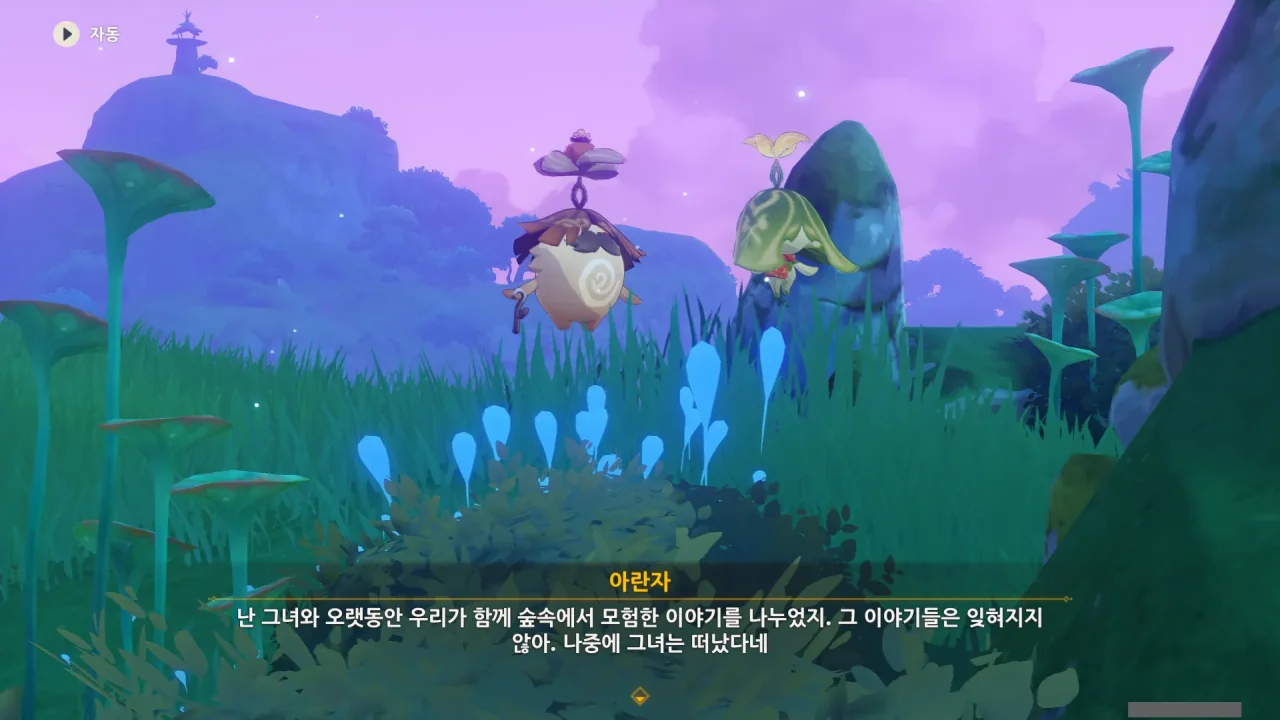 자동
아란자
난 그녀와 오랫동안 우리가 함께 숲속에서 모험한 이야기를 나누었지. 그 이야기들은 잊혀지지
않아. 나중에 그녀는 떠났다네